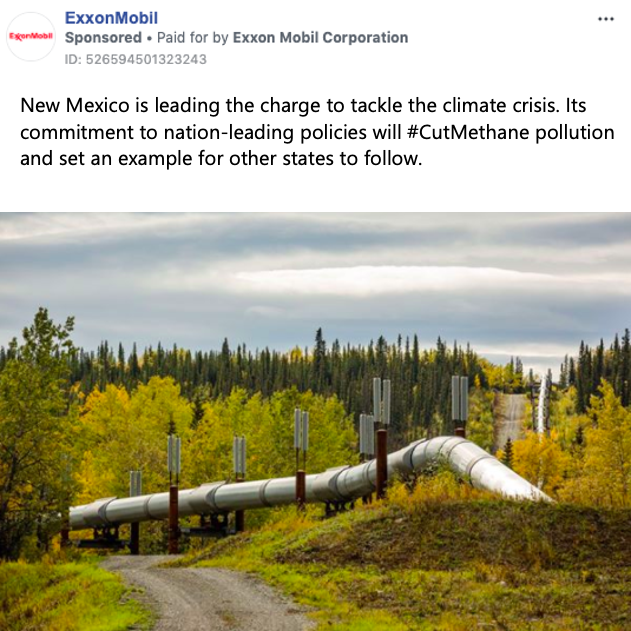 ExxonMobil
ExxonMobil
Sponsored • Paid for by Exxon Mobil Corporation
ID: 526594501323243
New Mexico is leading the charge to tackle the climate crisis. Its
commitment to nation-leading policies will #CutMethane pollution
and set an example for other states to follow.